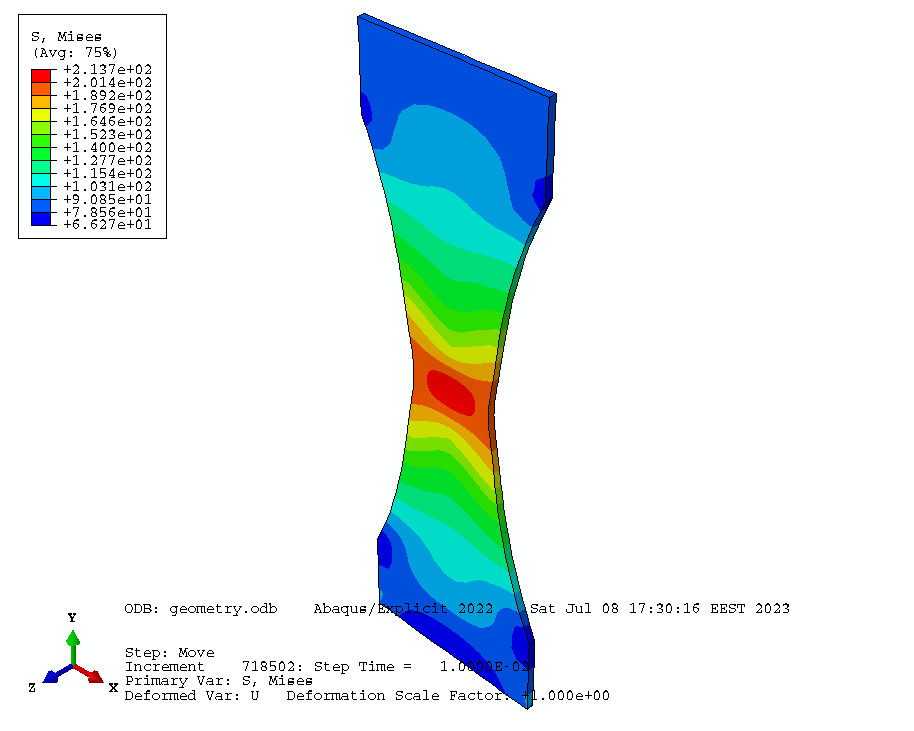 S, Mises
(Avg: 75%)
+2.137e+02
+2.014e+02
+1.892e+02
+1.769e+02
+1.646e+02
+1.523e+02
+1.400e+02
+1.277e+02
+1.154e+02
+1.031e+02
+9.085e+01
+7.856e+01
+6.627e+01
ODB: geometry.odb Abaqus/Explicit 2022 Sat Jul 08 17:30:16 EEST 2023
Y
Z X
Step: Move
Increment 718502: Step Time = 1.0000E-02
Primary Var: S, Mises
Deformed Var: U Deformation Scale Factor: +1.000e+00